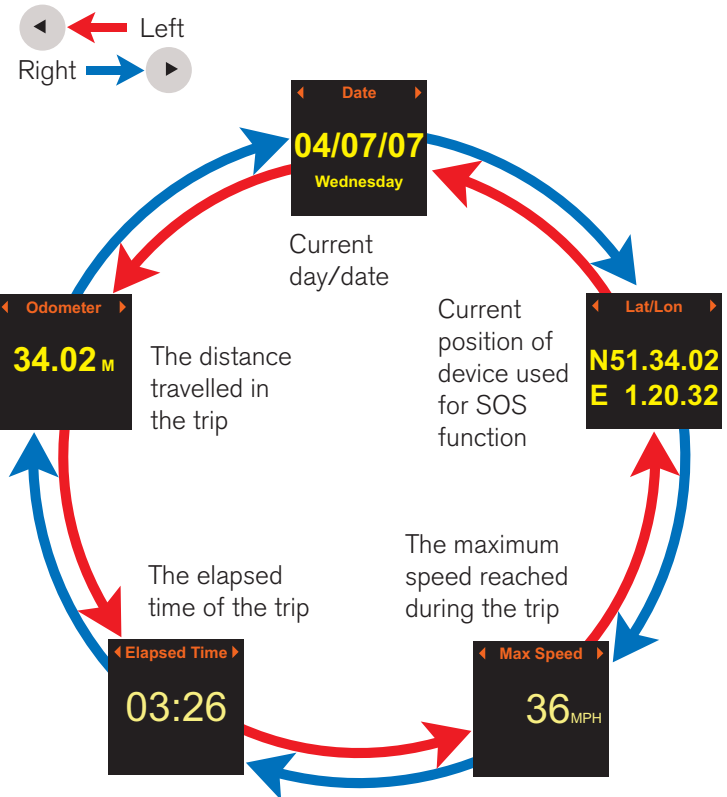 Left
Right
Date
04/07/07
Wednesday
Current
day/date
Odometer
34.02 M
The distance
travelled in
the trip
Current
position of
device used
for SOS
function
Lat/Lon
N51.34.02
E 1.20.32
The elapsed
time of the trip
Elapsed Time
03:26
The maximum
speed reached
during the trip
Max Speed
36MPH